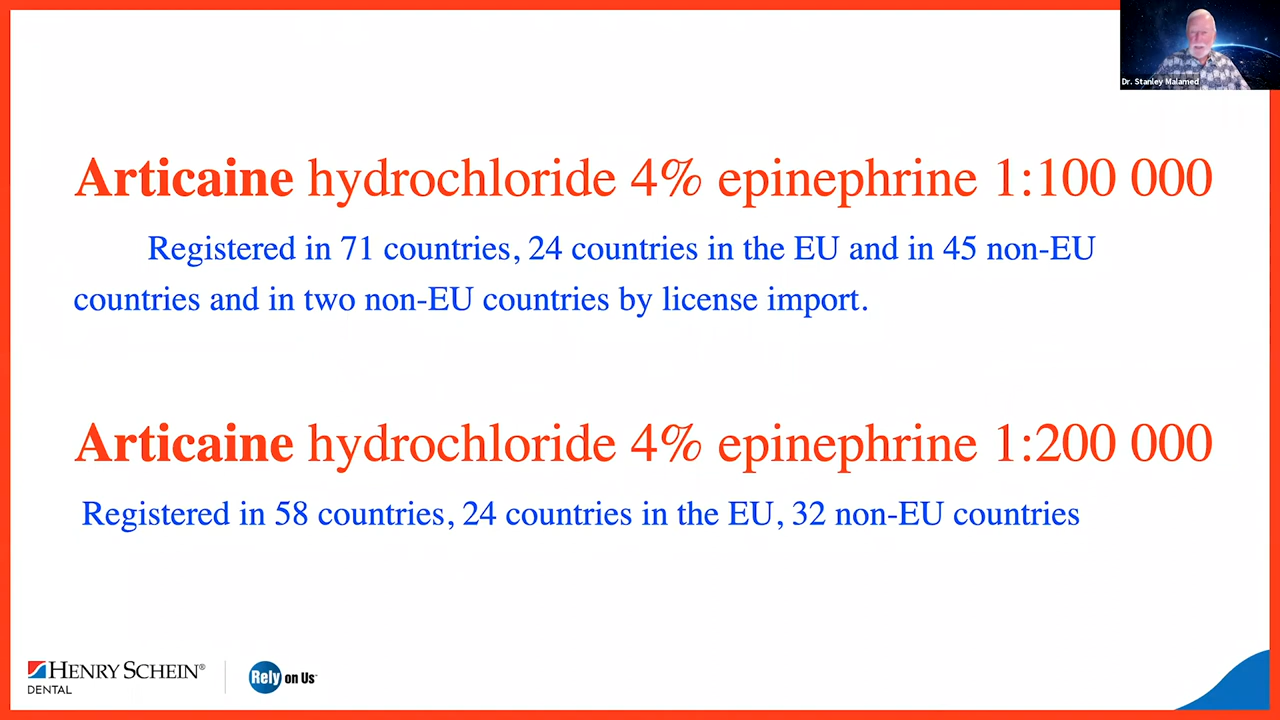 Dr. Stanley Malamed
Articaine hydrochloride 4% epinephrine 1:100 000
Registered in 71 countries, 24 countries in the EU and in 45 non-EU
countries and in two non-EU countries by license import.
Articaine hydrochloride 4% epinephrine 1:200 000
Registered in 58 countries, 24 countries in the EU, 32 non-EU countries
HENRY SCHEIN®
DENTAL
Rely on Us™